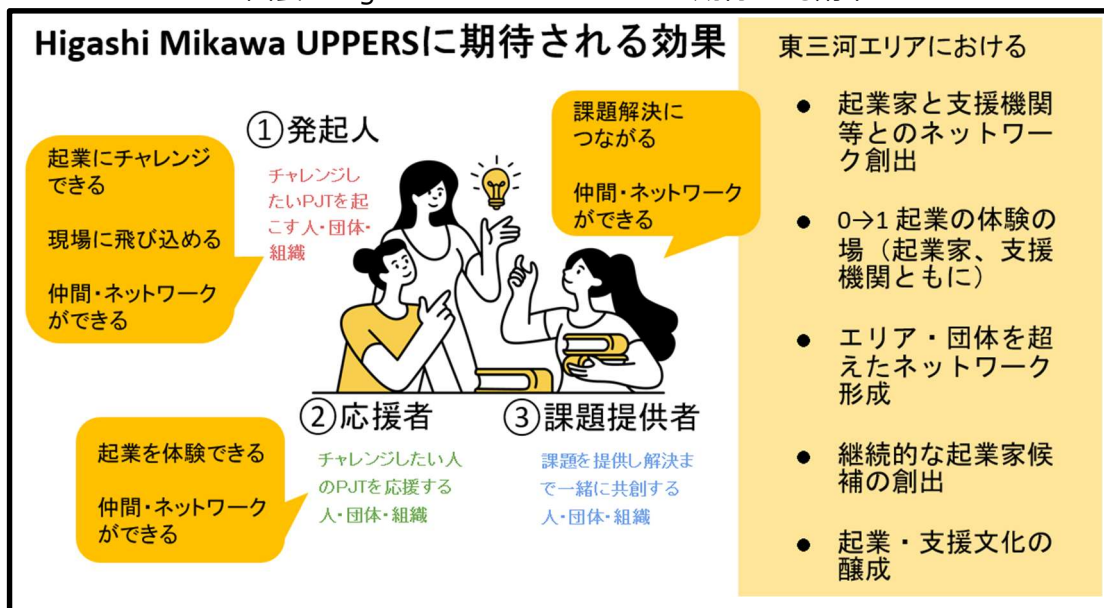 Higashi Mikawa UPPERSに期待される効果
①発起人
チャレンジし
たいPJTを起
こす人・団体・
組織
起業にチャレンジ
できる
現場に飛び込める
仲間・ネットワーク
ができる
課題解決に
つながる
仲間・ネットワーク
ができる
②応援者
チャレンジしたい人
のPJTを応援する
人・団体・組織
起業を体験できる
仲間・ネットワーク
ができる
③課題提供者
課題を提供し解決ま
で一緒に共創する
人・団体・組織
東三河エリアにおける
● 起業家と支援機関
等とのネットワー
ク創出
● 0→1 起業の体験の
場（起業家、支援
機関ともに）
● エリア・団体を超
えたネットワーク
形成
● 継続的な起業家候
補の創出
● 起業・支援文化の
醸成